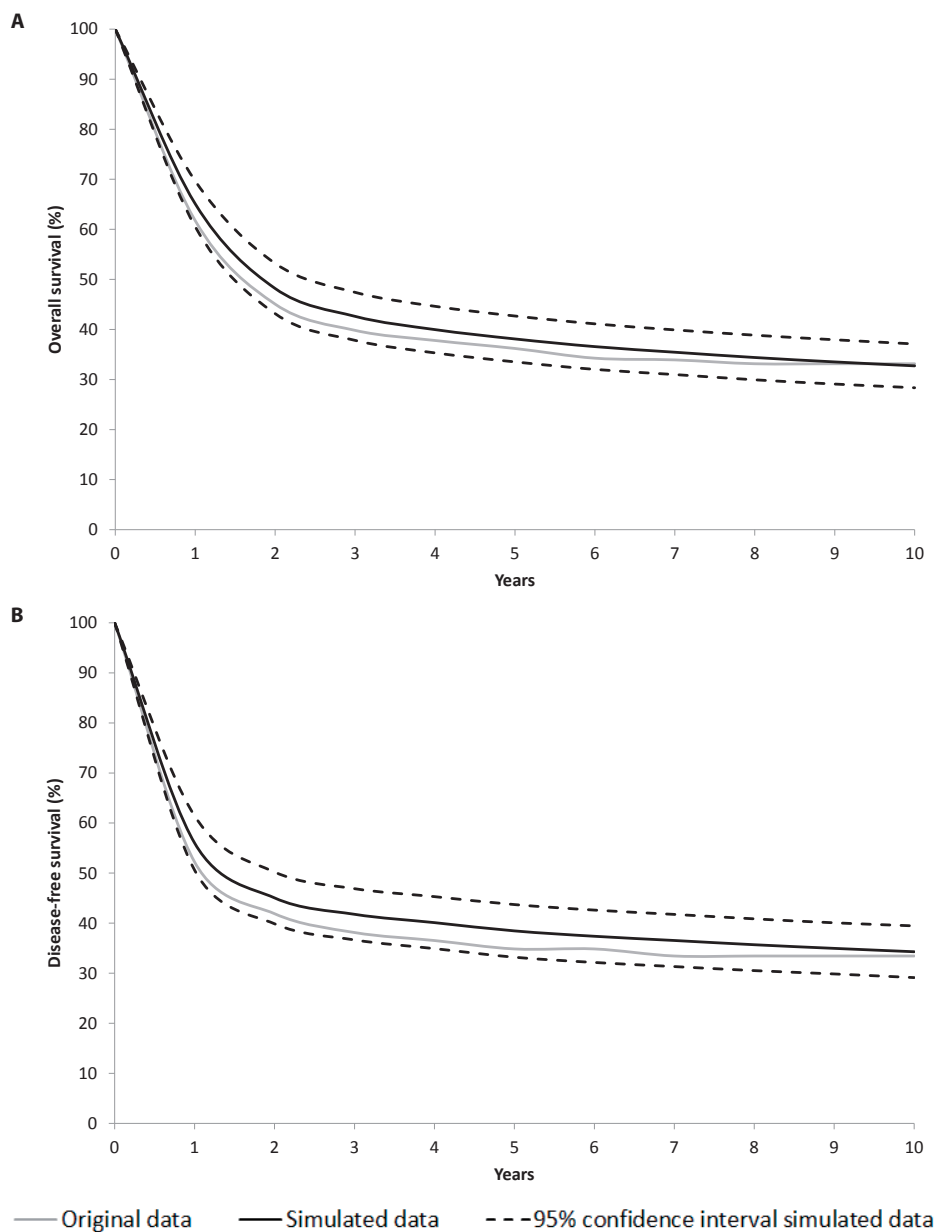 A
100
90
80
70
60
50
40
30
20
10
0
Overall survival (%)
0 1 2 3 4 5 6 7 8 9 10
Years
B
100
90
80
70
60
50
40
30
20
10
0
Disease-free survival (%)
0 1 2 3 4 5 6 7 8 9 10
Years
Original data Simulated data 95% confidence interval simulated data